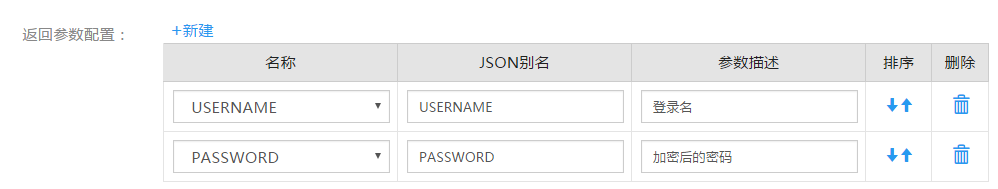 返回参数配置：
+新建
名称 JSON别名 参数描述 排序 删除
USERNAME USERNAME 登录名
PASSWORD PASSWORD 加密后的密码